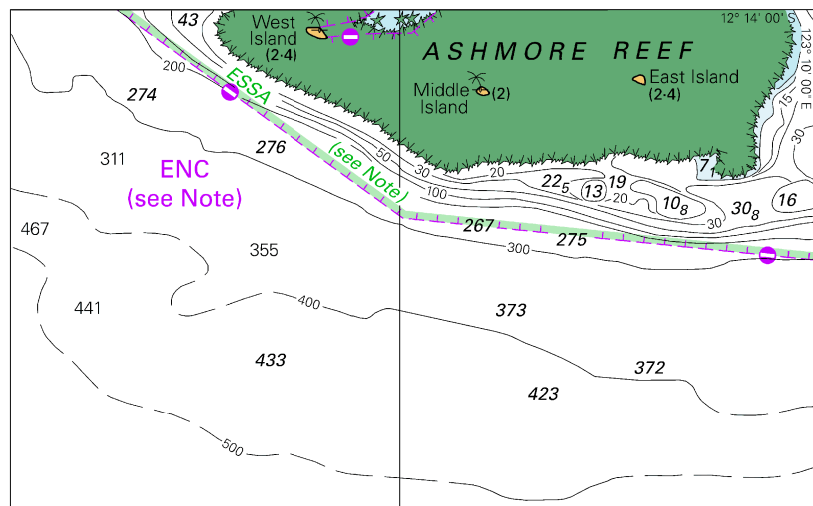 43
West
Island
(2·4)
12° 14′ 00″ S
123° 10′ 00″ E
ASHMORE REEF
200
ESSA
274
Middle
Island
(2)
East Island
(2·4)
15
30
276
(see Note)
50
30
20
100
7
311
ENC
(see Note)
22₅
13
19
20
10₈
30
30₈
16
467
267
275
300
355
441
400
373
433
372
423
500